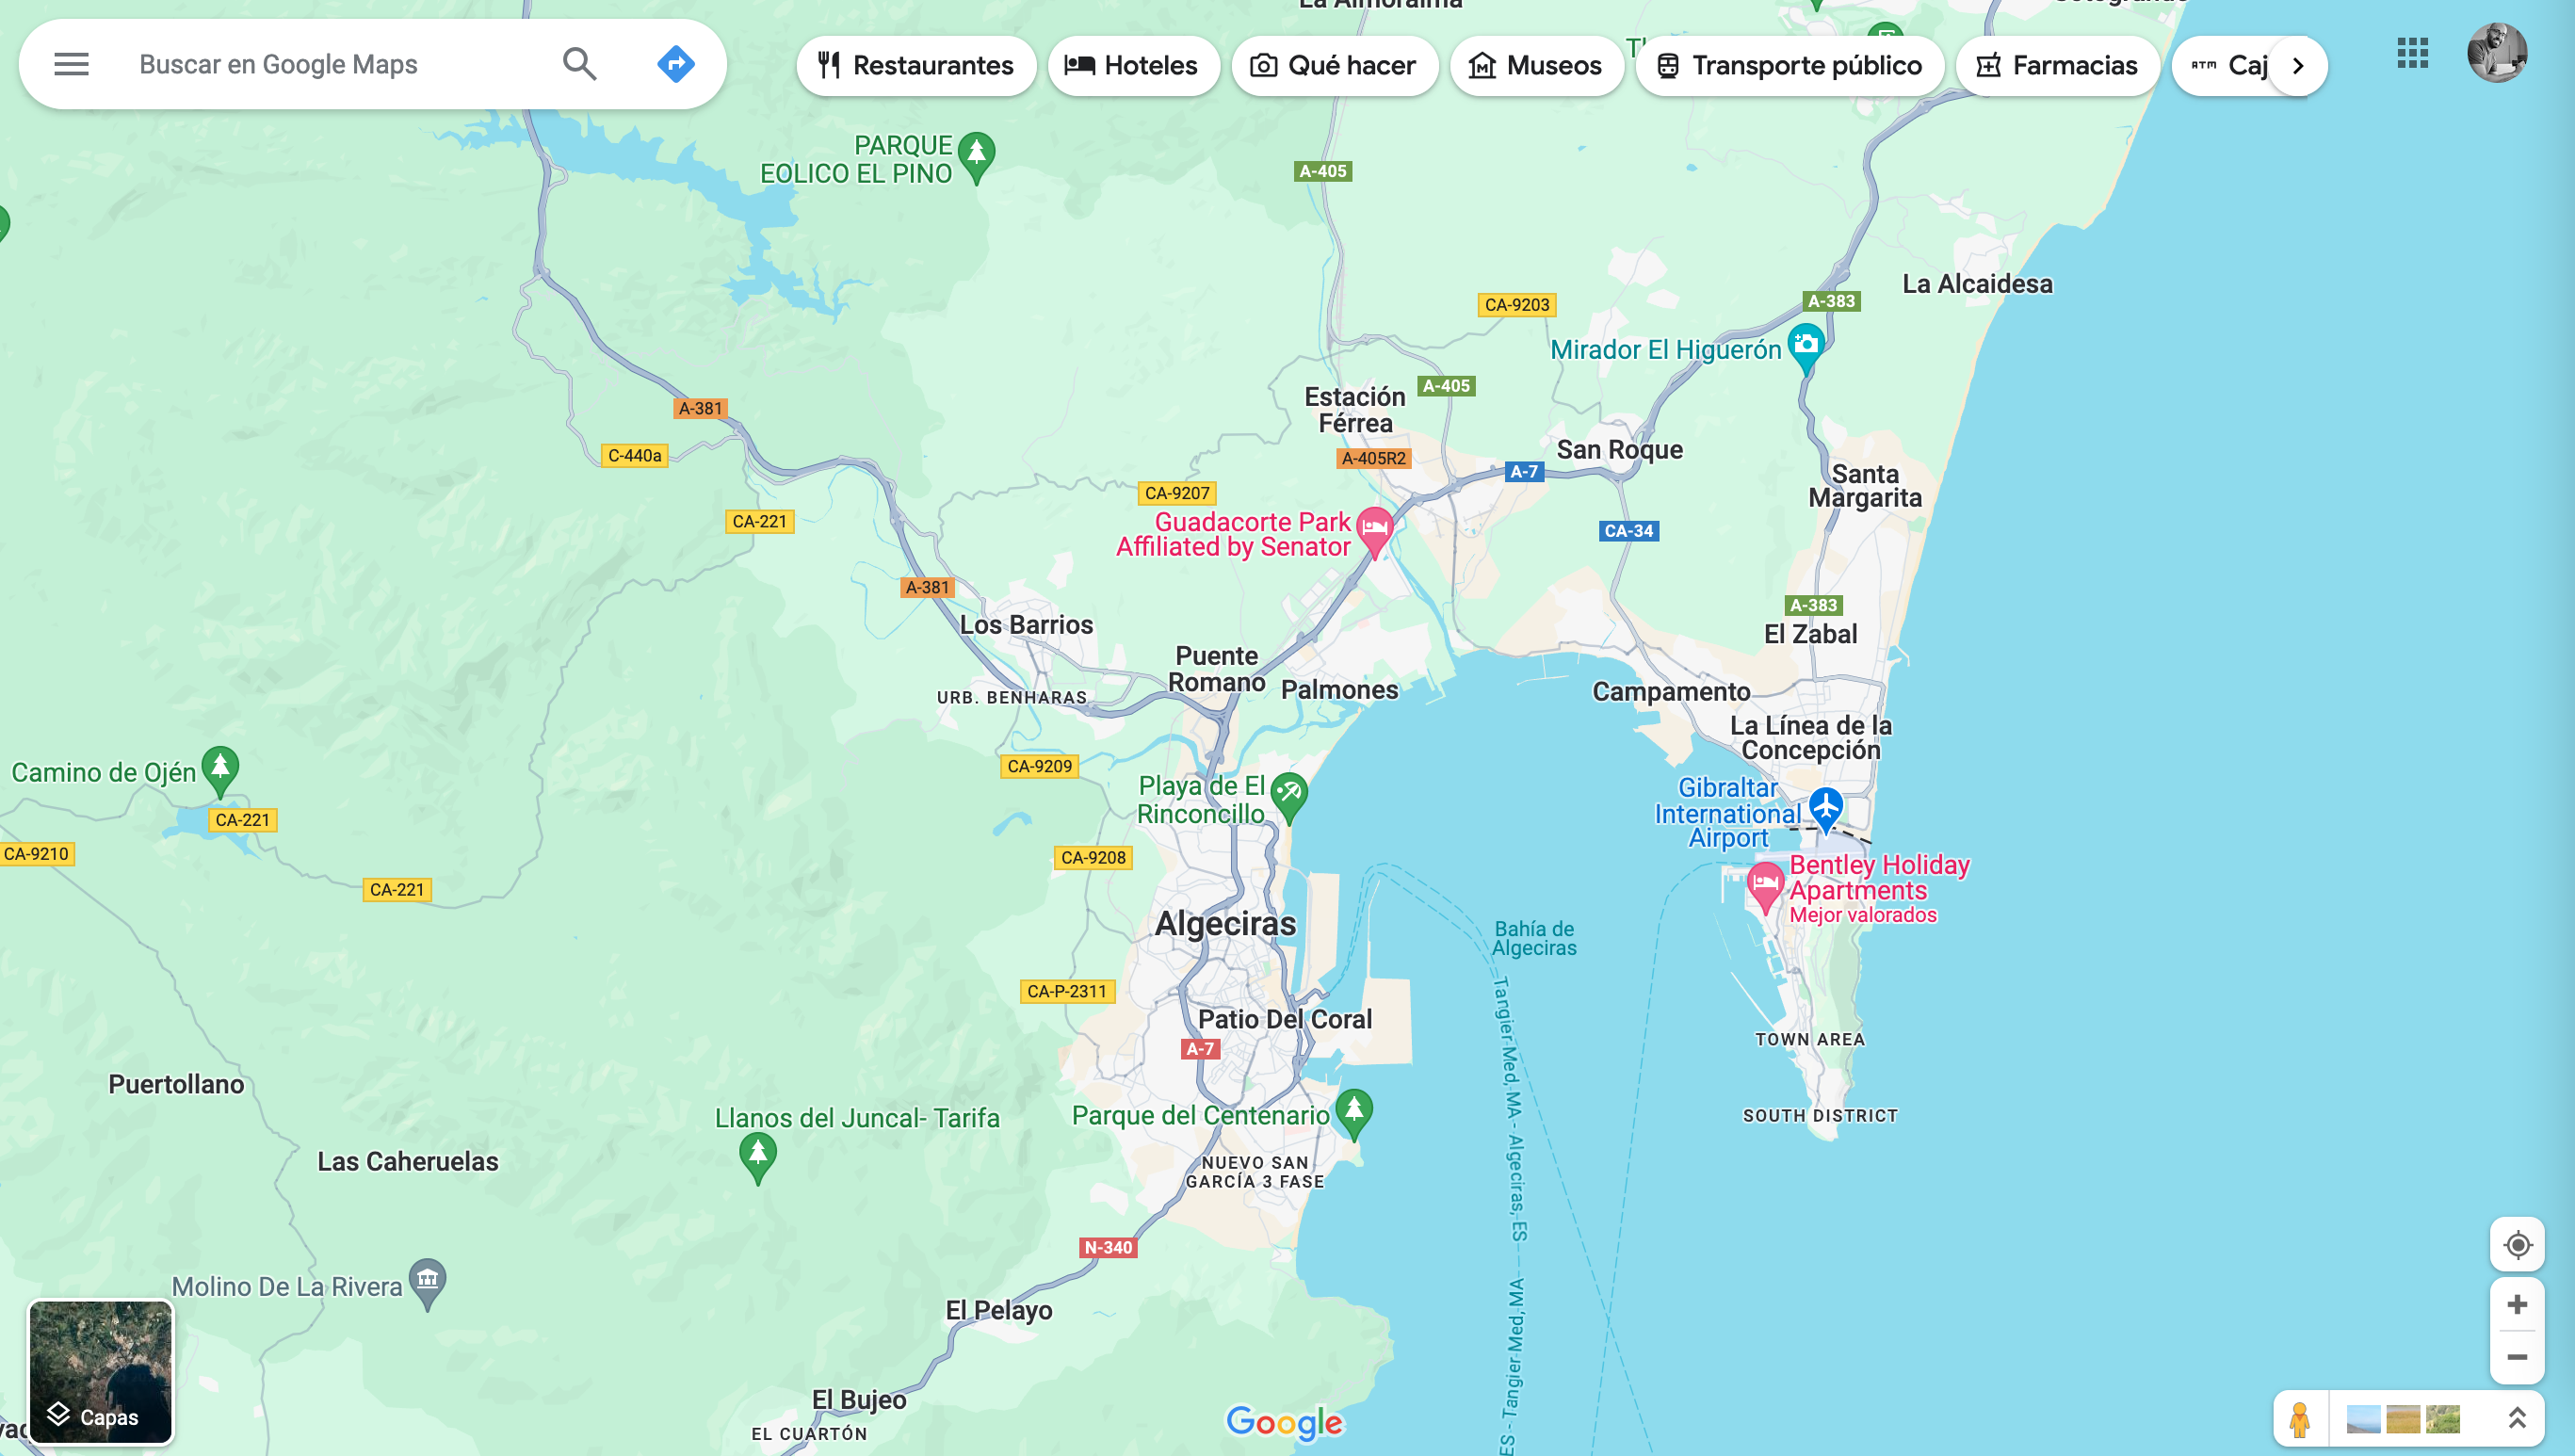 La Almoraima
Buscar en Google Maps
Restaurantes
Hoteles
Qué hacer
Museos
Transporte público
Farmacias
ATM
Caj
PARQUE
EOLICO EL PINO
A-405
La Alcaidesa
A-383
CA-9203
Mirador El Higuerón
A-405
Estación
Férrea
A-381
San Roque
C-440a
A-405R2
A-7
Santa
Margarita
CA-9207
CA-221
Guadacorte Park
Affiliated by Senator
CA-34
A-381
A-383
Los Barrios
El Zabal
Puente
Romano
Palmones
URB. BENHARAS
Campamento
La Línea de la
Concepción
CA-9209
Camino de Ojén
Playa de El
Rinconcillo
Gibraltar
International
Airport
CA-221
CA-9210
CA-9208
Bentley Holiday
Apartments
Mejor valorados
CA-221
Algeciras
Bahía de
Algeciras
CA-P-2311
Patio Del Coral
TOWN AREA
A-7
Tangier Med, MA - Algeciras, ES
Puertollano
Llanos del Juncal- Tarifa
Parque del Centenario
SOUTH DISTRICT
Las Caheruelas
NUEVO SAN
GARCÍA 3 FASE
N-340
Molino De La Rivera
El Pelayo
ES - Tangier Med, MA
El Bujeo
EL CUARTÓN
Capas
Google